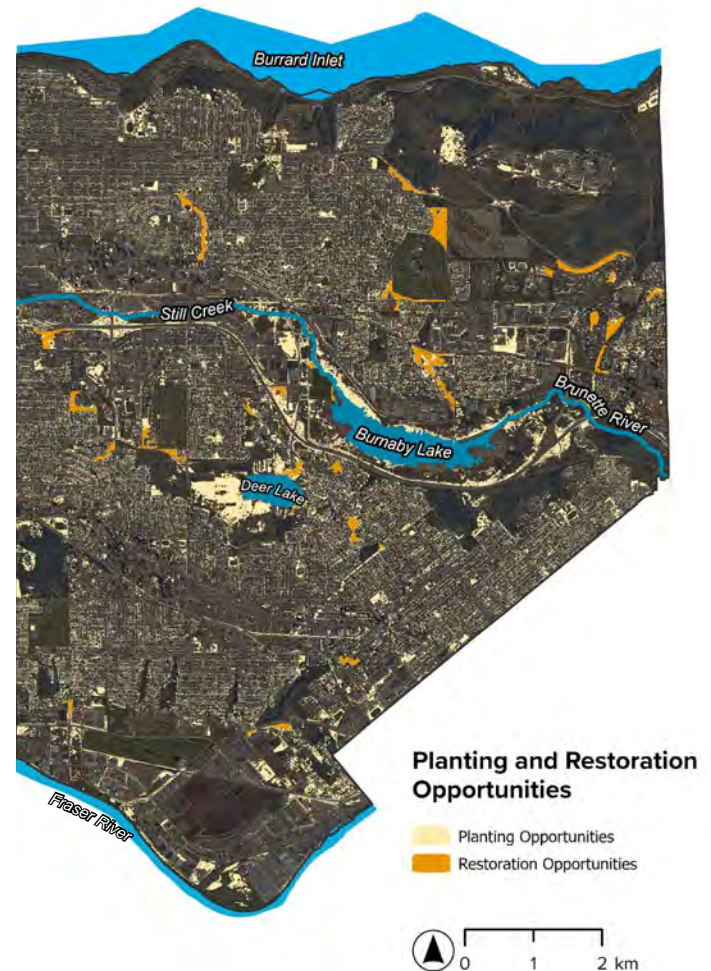 Burrard Inlet
Still Creek
Brunette River
Burnaby Lake
Deer Lake
Fraser River
Planting and Restoration
Opportunities
Planting Opportunities
Restoration Opportunities
0 1 2 km